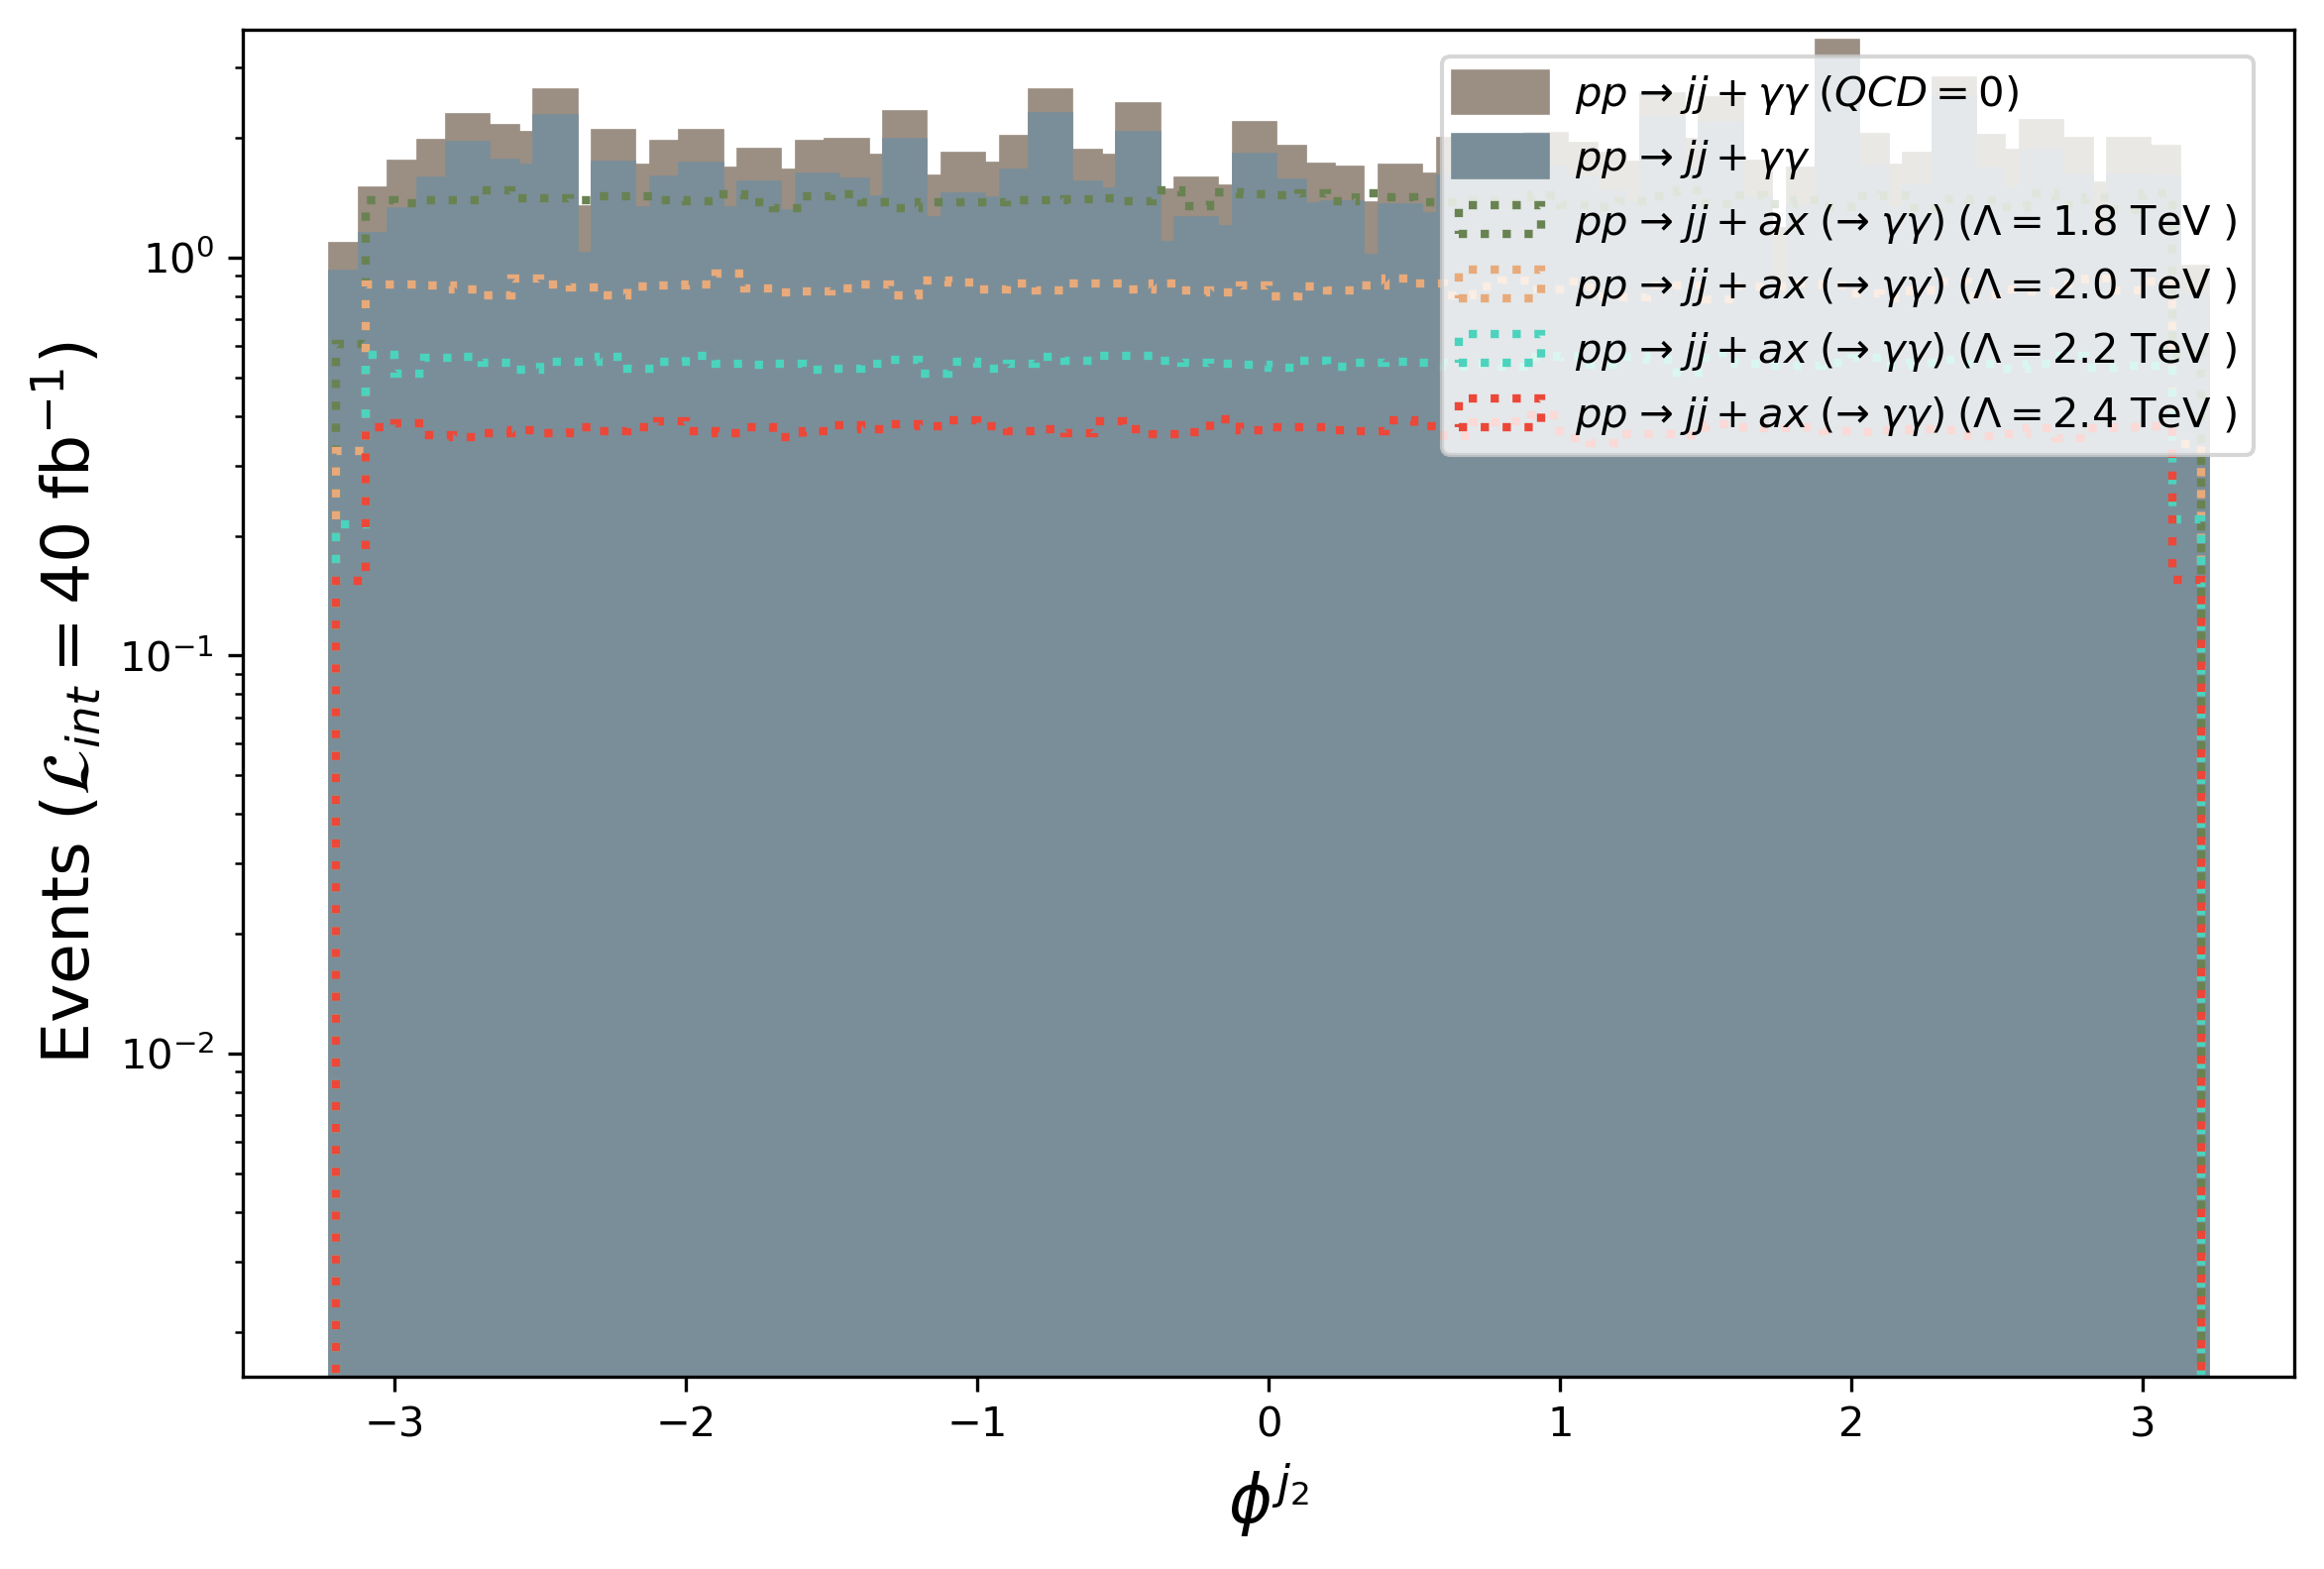 pp → jj + γγ (QCD = 0)
pp → jj + γγ
pp → jj + ax (→ γγ) (Λ = 1.8 TeV )
pp → jj + ax (→ γγ) (Λ = 2.0 TeV )
pp → jj + ax (→ γγ) (Λ = 2.2 TeV )
pp → jj + ax (→ γγ) (Λ = 2.4 TeV )
Events (ℒ_int = 40 fb⁻¹)
10⁰
10⁻¹
10⁻²
−3 −2 −1 0 1 2 3
ϕ^j₂